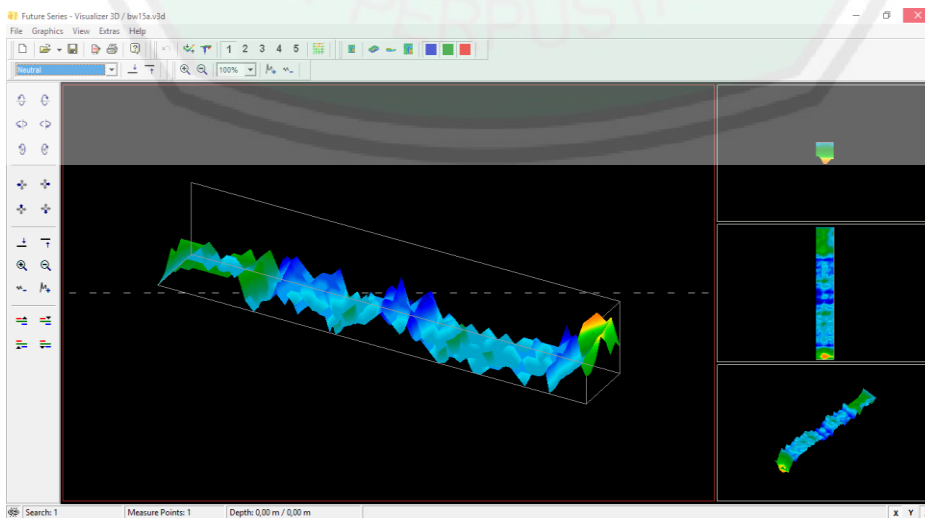 Future Series - Visualizer 3D / bw15a.v3d
File Graphics View Extras Help
1 2 3 4 5
Neutral 100%
Search: 1 Measure Points: 1 Depth: 0,00 m / 0,00 m X Y